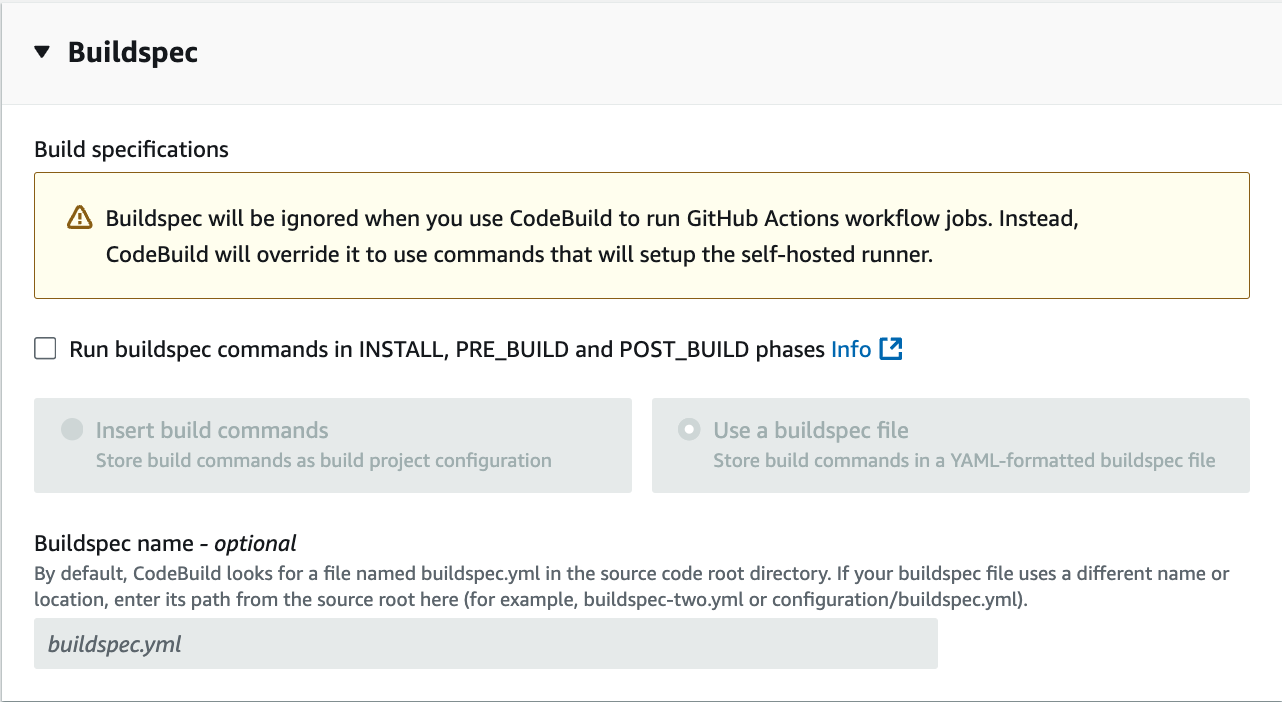 Buildspec
Build specifications
Buildspec will be ignored when you use CodeBuild to run GitHub Actions workflow jobs. Instead,
CodeBuild will override it to use commands that will setup the self-hosted runner.
Run buildspec commands in INSTALL, PRE_BUILD and POST_BUILD phases Info
Insert build commands
Store build commands as build project configuration
Use a buildspec file
Store build commands in a YAML-formatted buildspec file
Buildspec name - optional
By default, CodeBuild looks for a file named buildspec.yml in the source code root directory. If your buildspec file uses a different name or
location, enter its path from the source root here (for example, buildspec-two.yml or configuration/buildspec.yml).
buildspec.yml